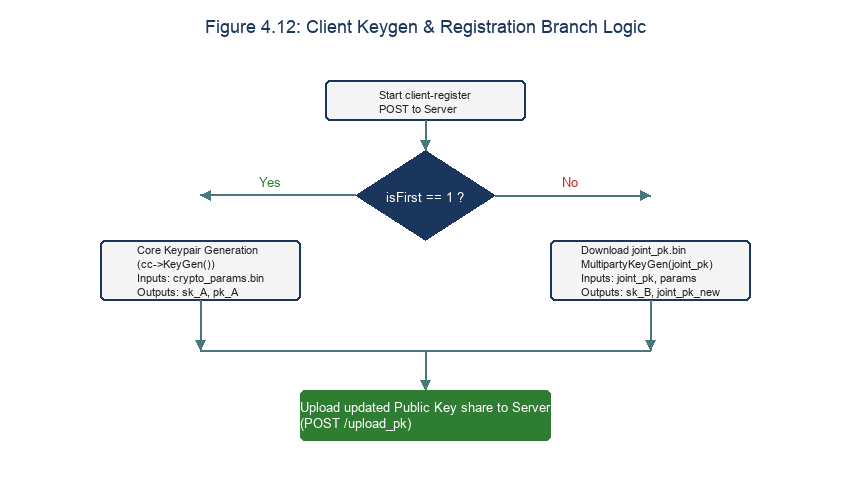 Figure 4.12: Client Keygen & Registration Branch Logic
Start client-register
POST to Server
isFirst == 1 ?
Yes
No
Core Keypair Generation
(cc->KeyGen())
Inputs: crypto_params.bin
Outputs: sk_A, pk_A
Download joint_pk.bin
MultipartyKeyGen(joint_pk)
Inputs: joint_pk, params
Outputs: sk_B, joint_pk_new
Upload updated Public Key share to Server
(POST /upload_pk)